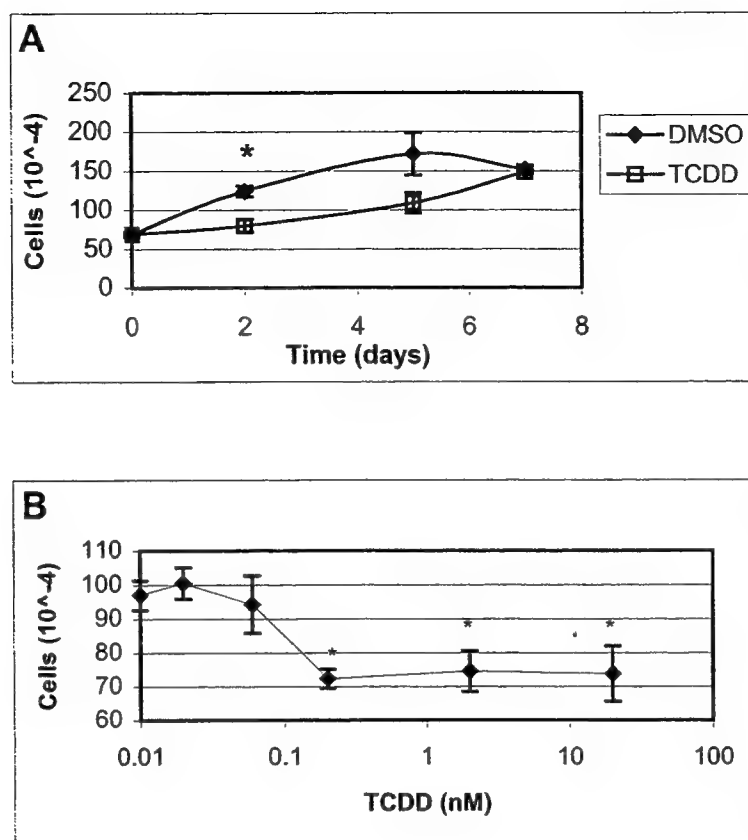 A
Cells (10^-4)
250
200
150
100
50
0
*
0 2 4 6 8
Time (days)
DMSO
TCDD
B
Cells (10^-4)
110
100
90
80
70
60
* * *
0.01 0.1 1 10 100
TCDD (nM)